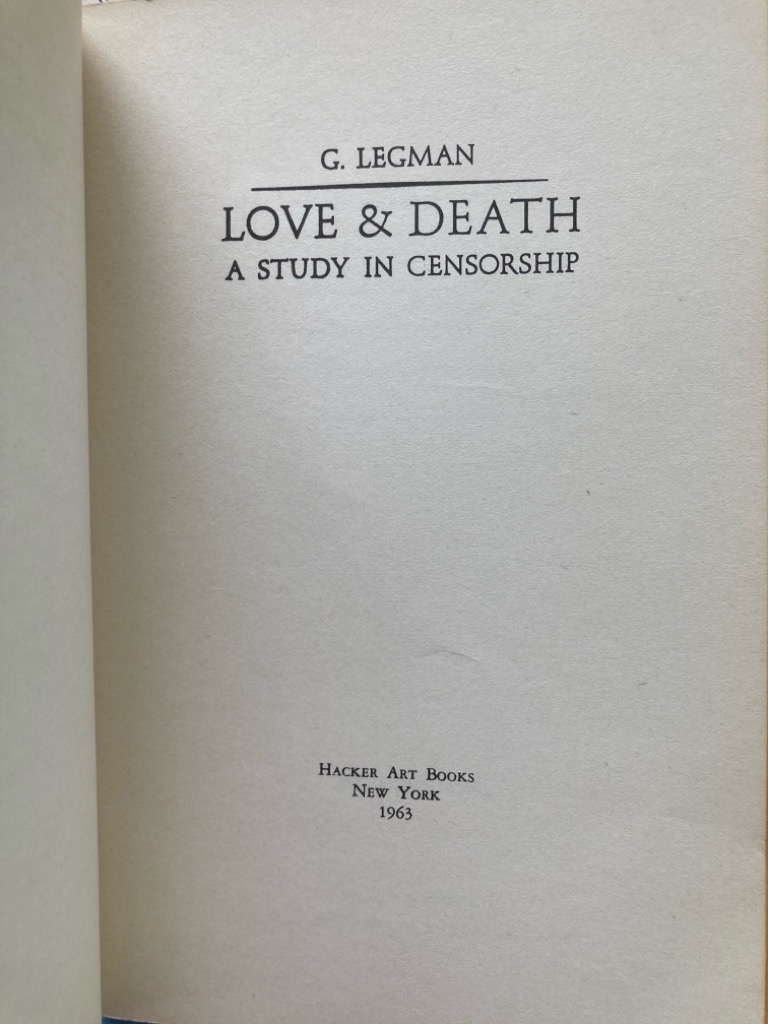 G. LEGMAN
LOVE & DEATH
A STUDY IN CENSORSHIP
HACKER ART BOOKS
NEW YORK
1963